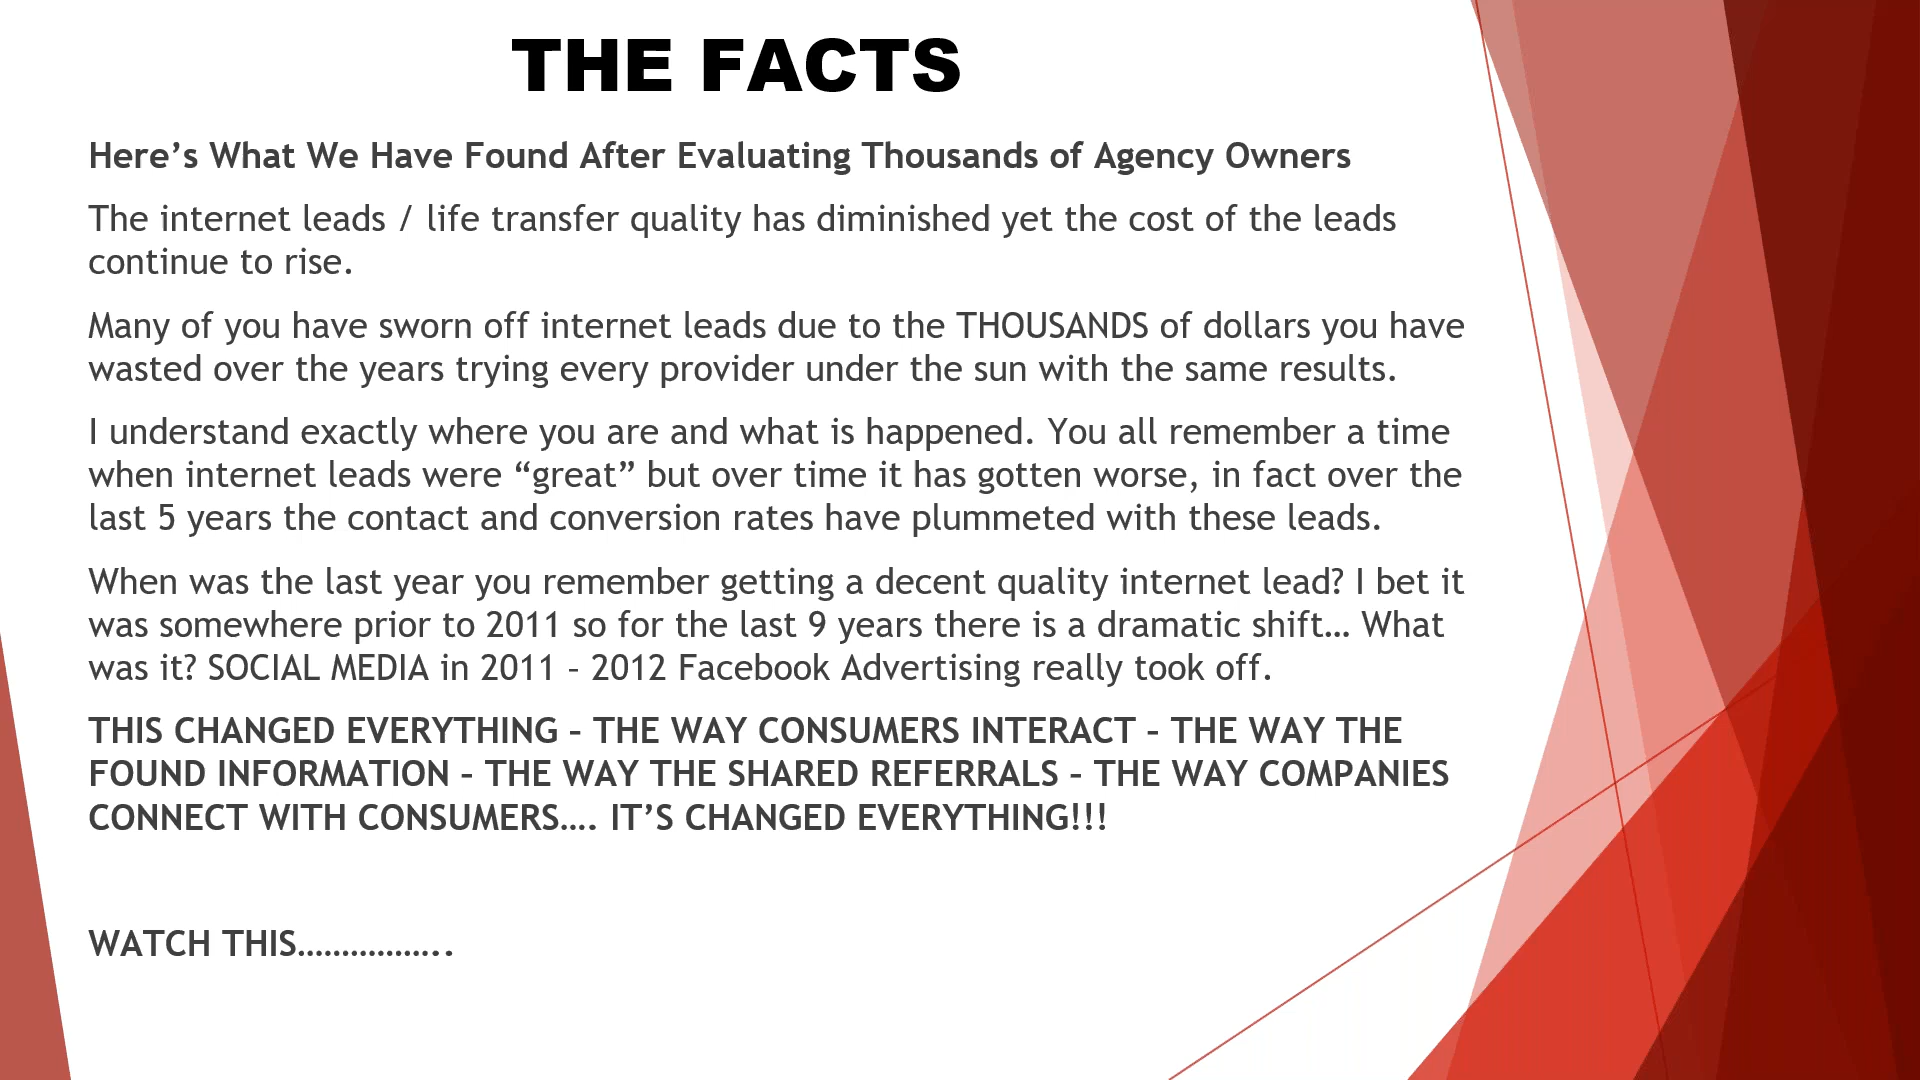 THE FACTS
Here’s What We Have Found After Evaluating Thousands of Agency Owners
The internet leads / life transfer quality has diminished yet the cost of the leads
continue to rise.
Many of you have sworn off internet leads due to the THOUSANDS of dollars you have
wasted over the years trying every provider under the sun with the same results.
I understand exactly where you are and what is happened. You all remember a time
when internet leads were “great” but over time it has gotten worse, in fact over the
last 5 years the contact and conversion rates have plummeted with these leads.
When was the last year you remember getting a decent quality internet lead? I bet it
was somewhere prior to 2011 so for the last 9 years there is a dramatic shift… What
was it? SOCIAL MEDIA in 2011 – 2012 Facebook Advertising really took off.
THIS CHANGED EVERYTHING – THE WAY CONSUMERS INTERACT – THE WAY THE
FOUND INFORMATION – THE WAY THE SHARED REFERRALS – THE WAY COMPANIES
CONNECT WITH CONSUMERS…. IT’S CHANGED EVERYTHING!!!
WATCH THIS……………..